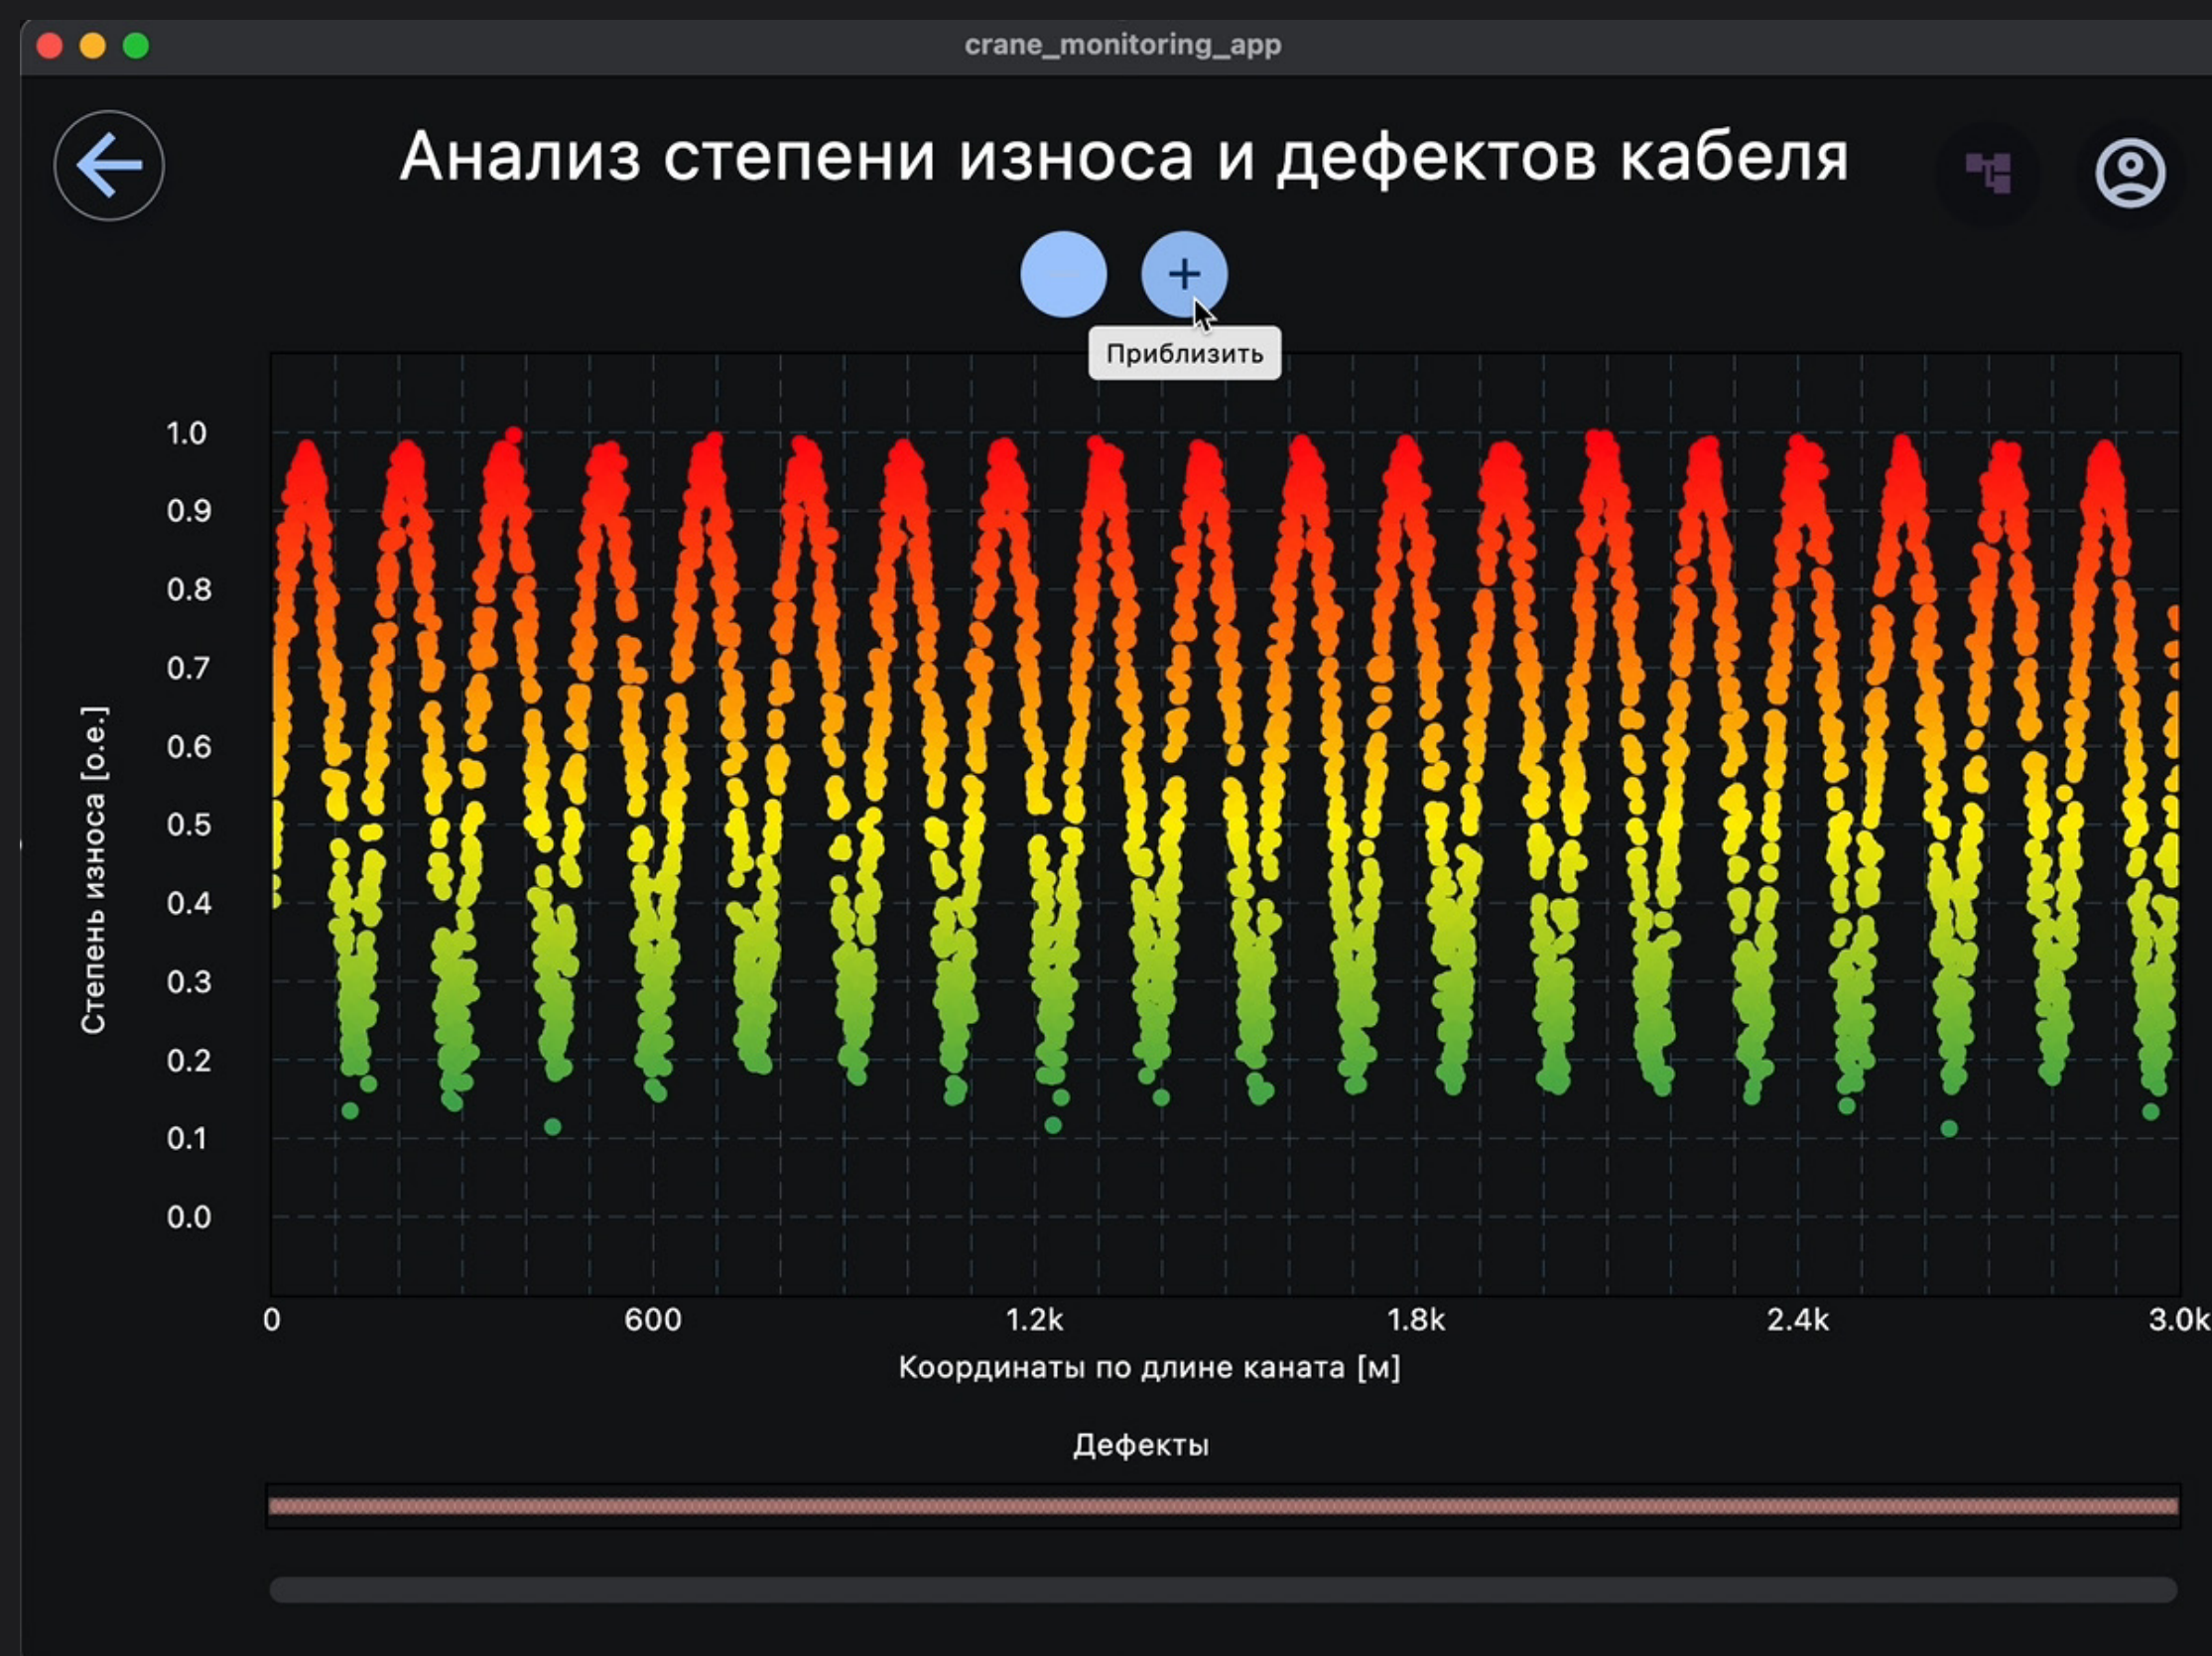 crane_monitoring_app
Анализ степени износа и дефектов кабеля
+
Приблизить
1.0
0.9
0.8
0.7
0.6
0.5
0.4
0.3
0.2
0.1
0.0
Степень износа [о.е.]
0 600 1.2k 1.8k 2.4k 3.0k
Координаты по длине каната [м]
Дефекты